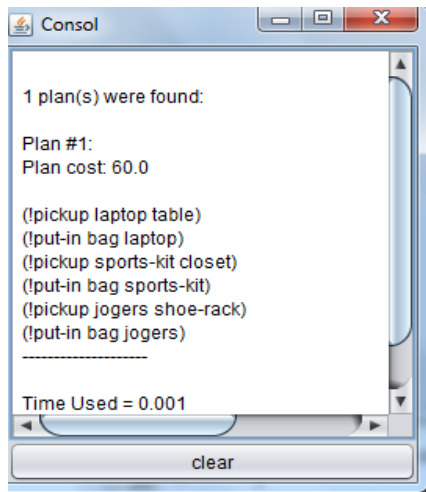 Consol
1 plan(s) were found:
Plan #1:
Plan cost: 60.0
(!pickup laptop table)
(!put-in bag laptop)
(!pickup sports-kit closet)
(!put-in bag sports-kit)
(!pickup jogers shoe-rack)
(!put-in bag jogers)
--------------------
Time Used = 0.001
clear